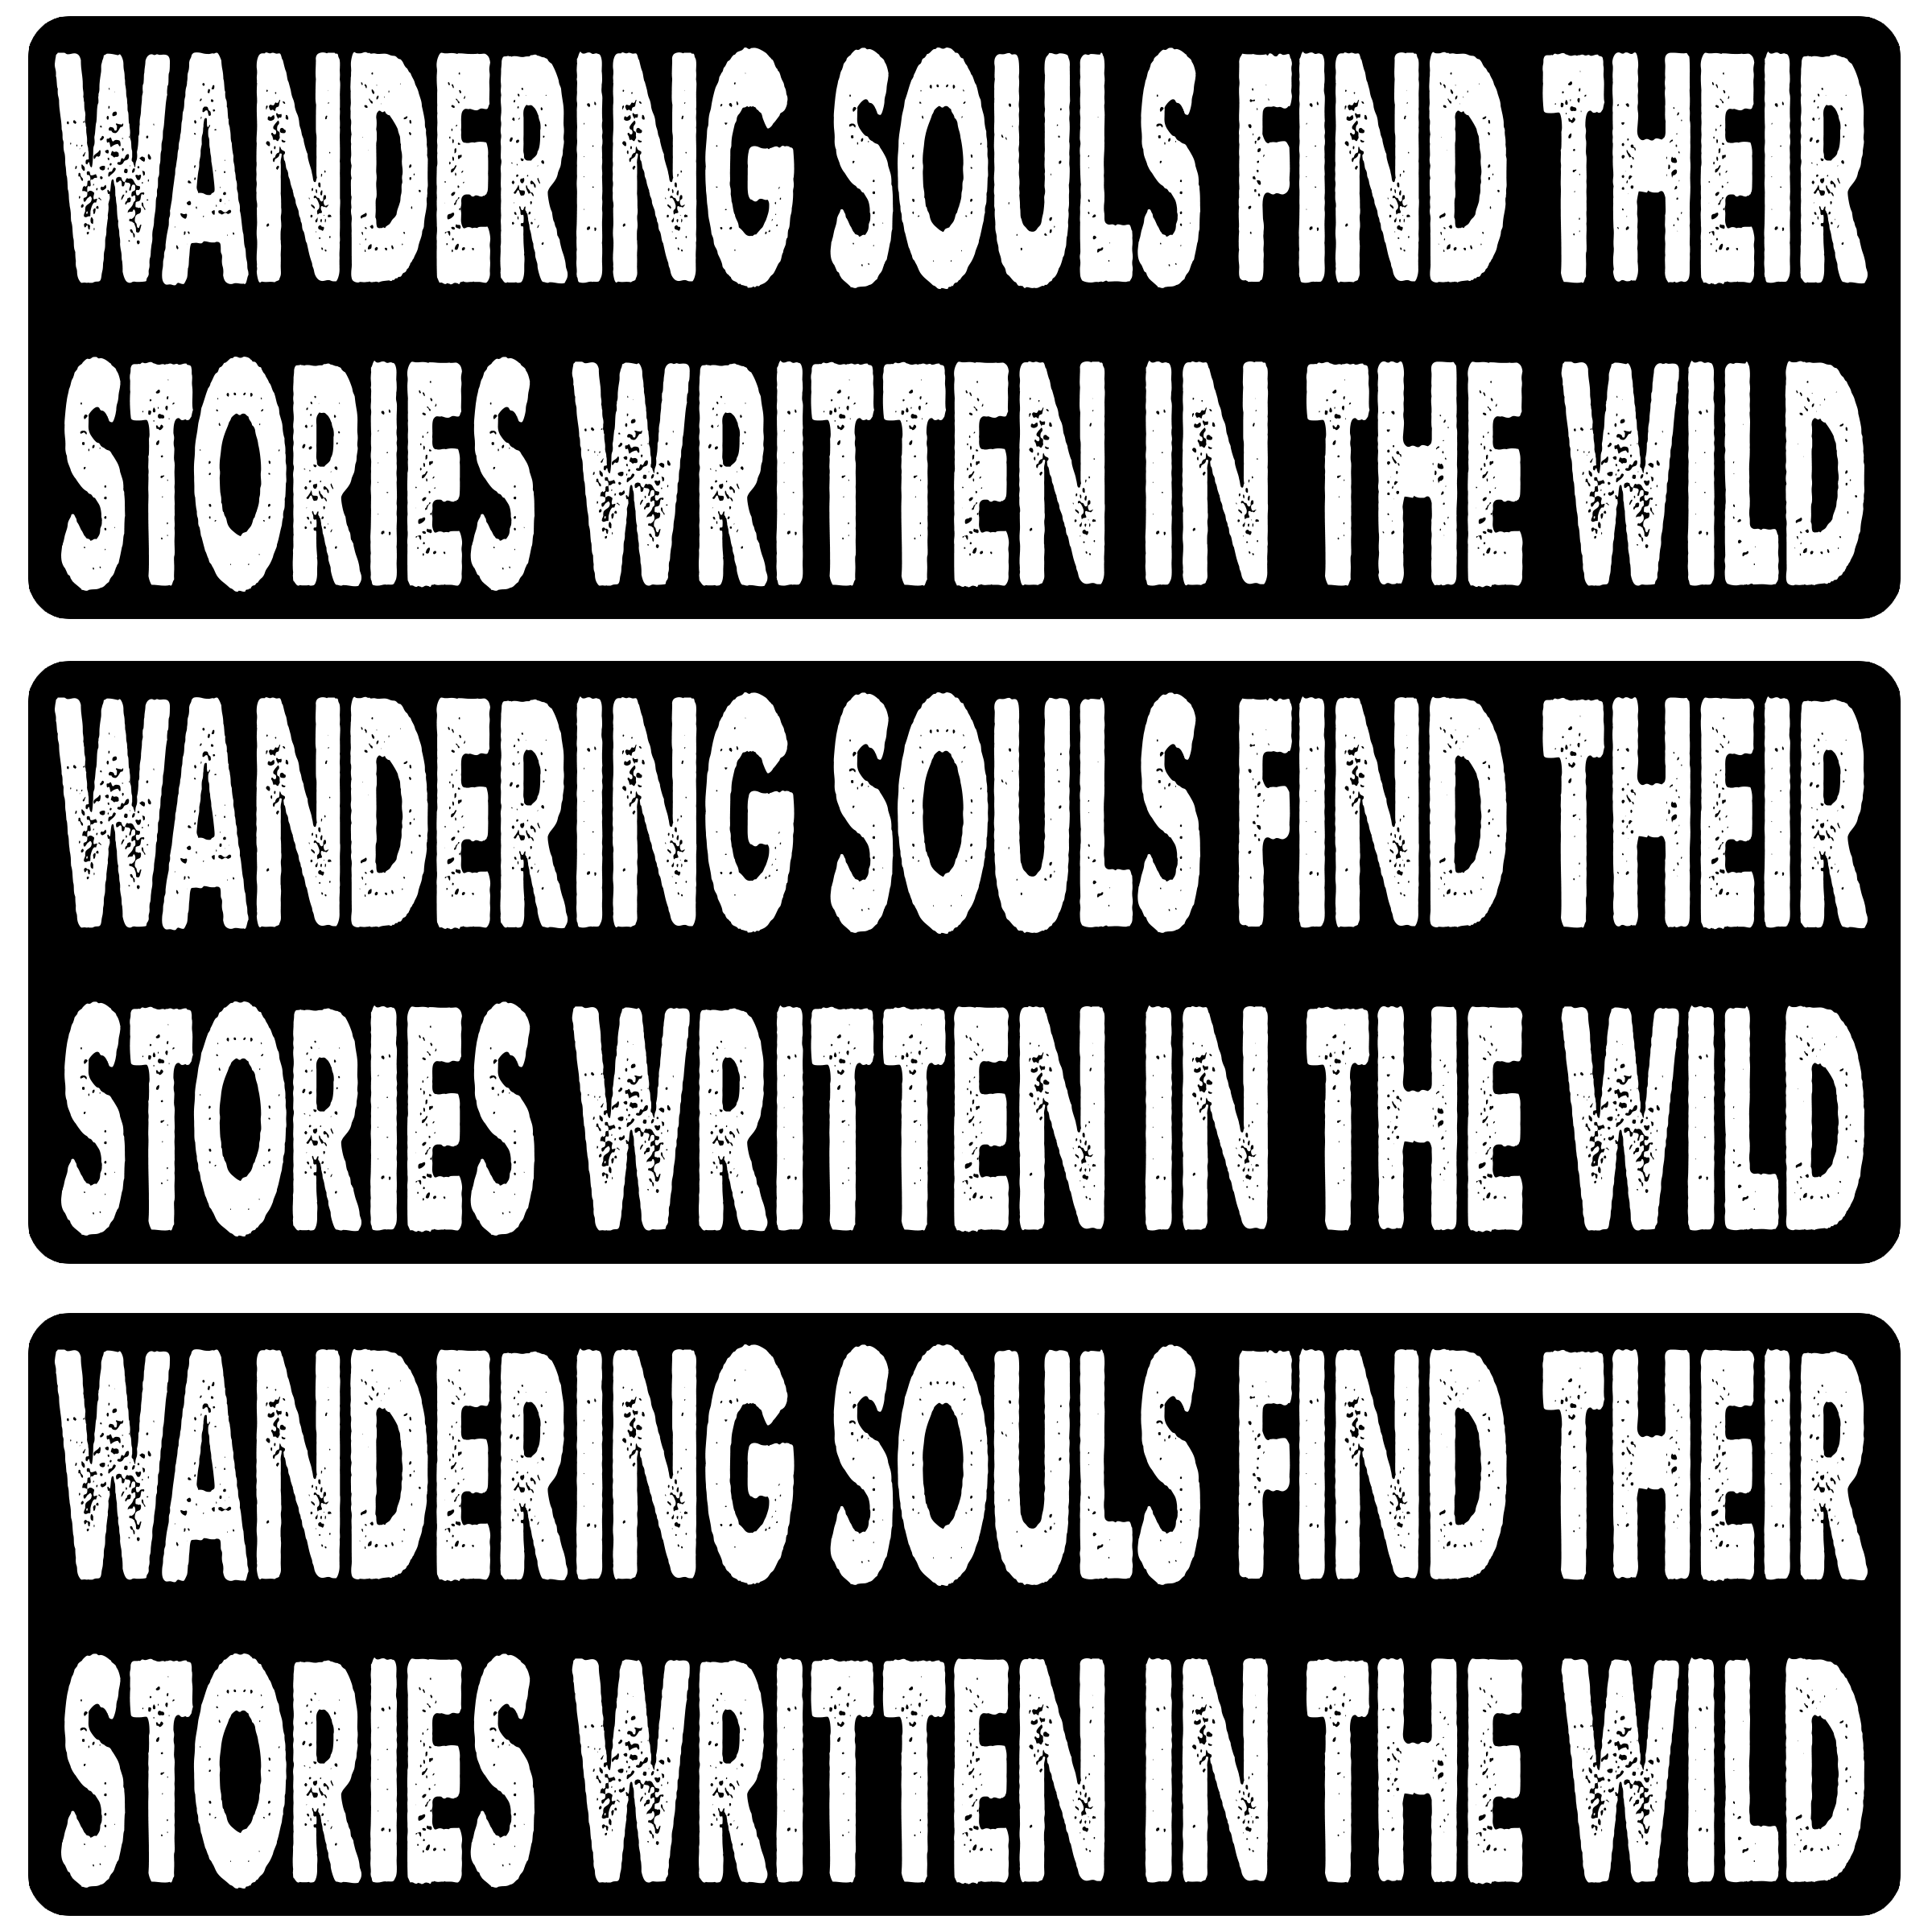 WANDERING SOULS FIND THEIR
STORIES WRITTEN IN THE WILD
WANDERING SOULS FIND THEIR
STORIES WRITTEN IN THE WILD
WANDERING SOULS FIND THEIR
STORIES WRITTEN IN THE WILD